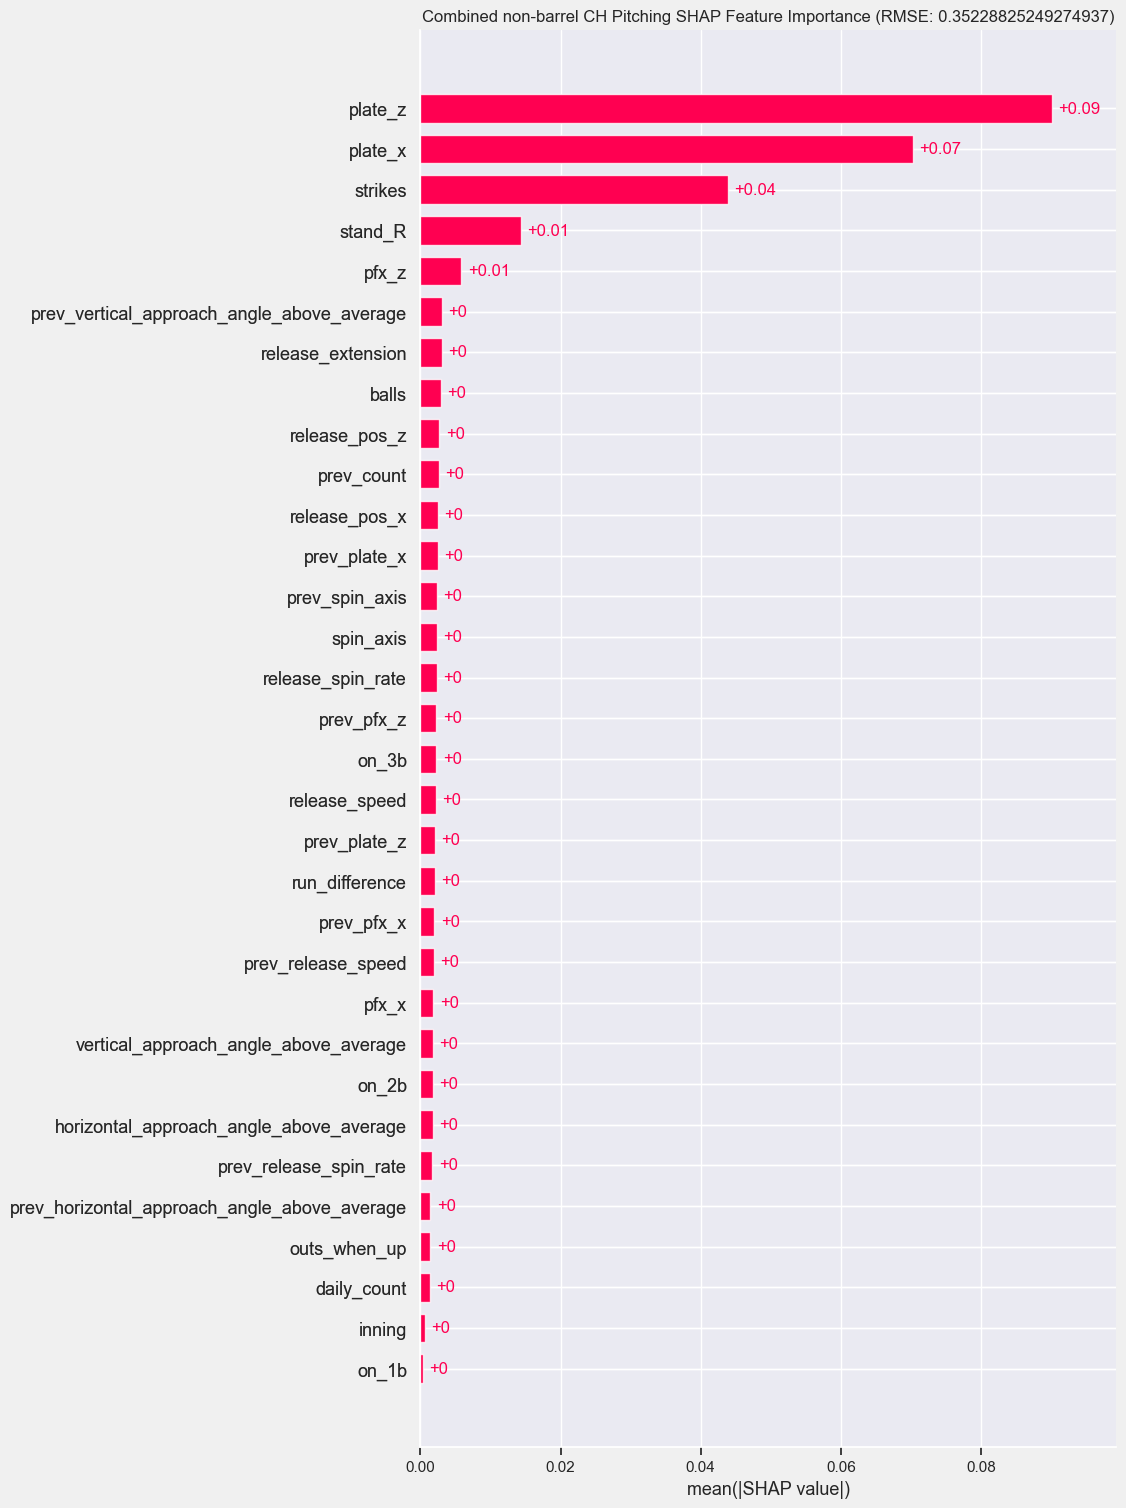 Combined non-barrel CH Pitching SHAP Feature Importance (RMSE: 0.35228825249274937)
plate_z +0.09
plate_x +0.07
strikes +0.04
stand_R +0.01
pfx_z +0.01
prev_vertical_approach_angle_above_average +0
release_extension +0
balls +0
release_pos_z +0
prev_count +0
release_pos_x +0
prev_plate_x +0
prev_spin_axis +0
spin_axis +0
release_spin_rate +0
prev_pfx_z +0
on_3b +0
release_speed +0
prev_plate_z +0
run_difference +0
prev_pfx_x +0
prev_release_speed +0
pfx_x +0
vertical_approach_angle_above_average +0
on_2b +0
horizontal_approach_angle_above_average +0
prev_release_spin_rate +0
prev_horizontal_approach_angle_above_average +0
outs_when_up +0
daily_count +0
inning +0
on_1b +0
0.00 0.02 0.04 0.06 0.08
mean(|SHAP value|)